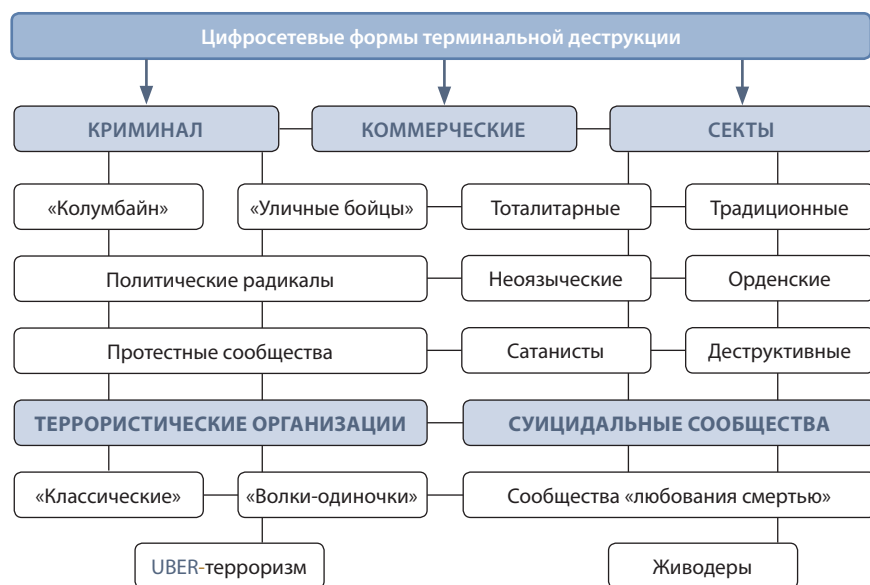 Цифросетевые формы терминальной деструкции
КРИМИНАЛ
КОММЕРЧЕСКИЕ
СЕКТЫ
«Колумбайн»
«Уличные бойцы»
Тоталитарные
Традиционные
Политические радикалы
Неоязыческие
Орденские
Протестные сообщества
Сатанисты
Деструктивные
ТЕРРОРИСТИЧЕСКИЕ ОРГАНИЗАЦИИ
СУИЦИДАЛЬНЫЕ СООБЩЕСТВА
«Классические»
«Волки-одиночки»
Сообщества «любования смертью»
UBER-терроризм
Живодеры